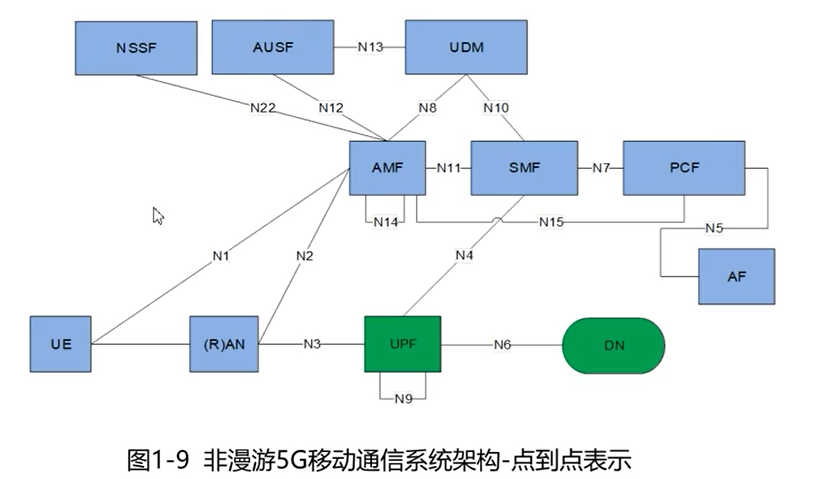 NSSF
AUSF
N13
UDM
N22
N12
N8
N10
AMF
N11
SMF
N7
PCF
N14
N15
N5
N1
N2
N4
AF
UE
(R)AN
N3
UPF
N6
DN
N9
图1-9 非漫游5G移动通信系统架构-点到点表示